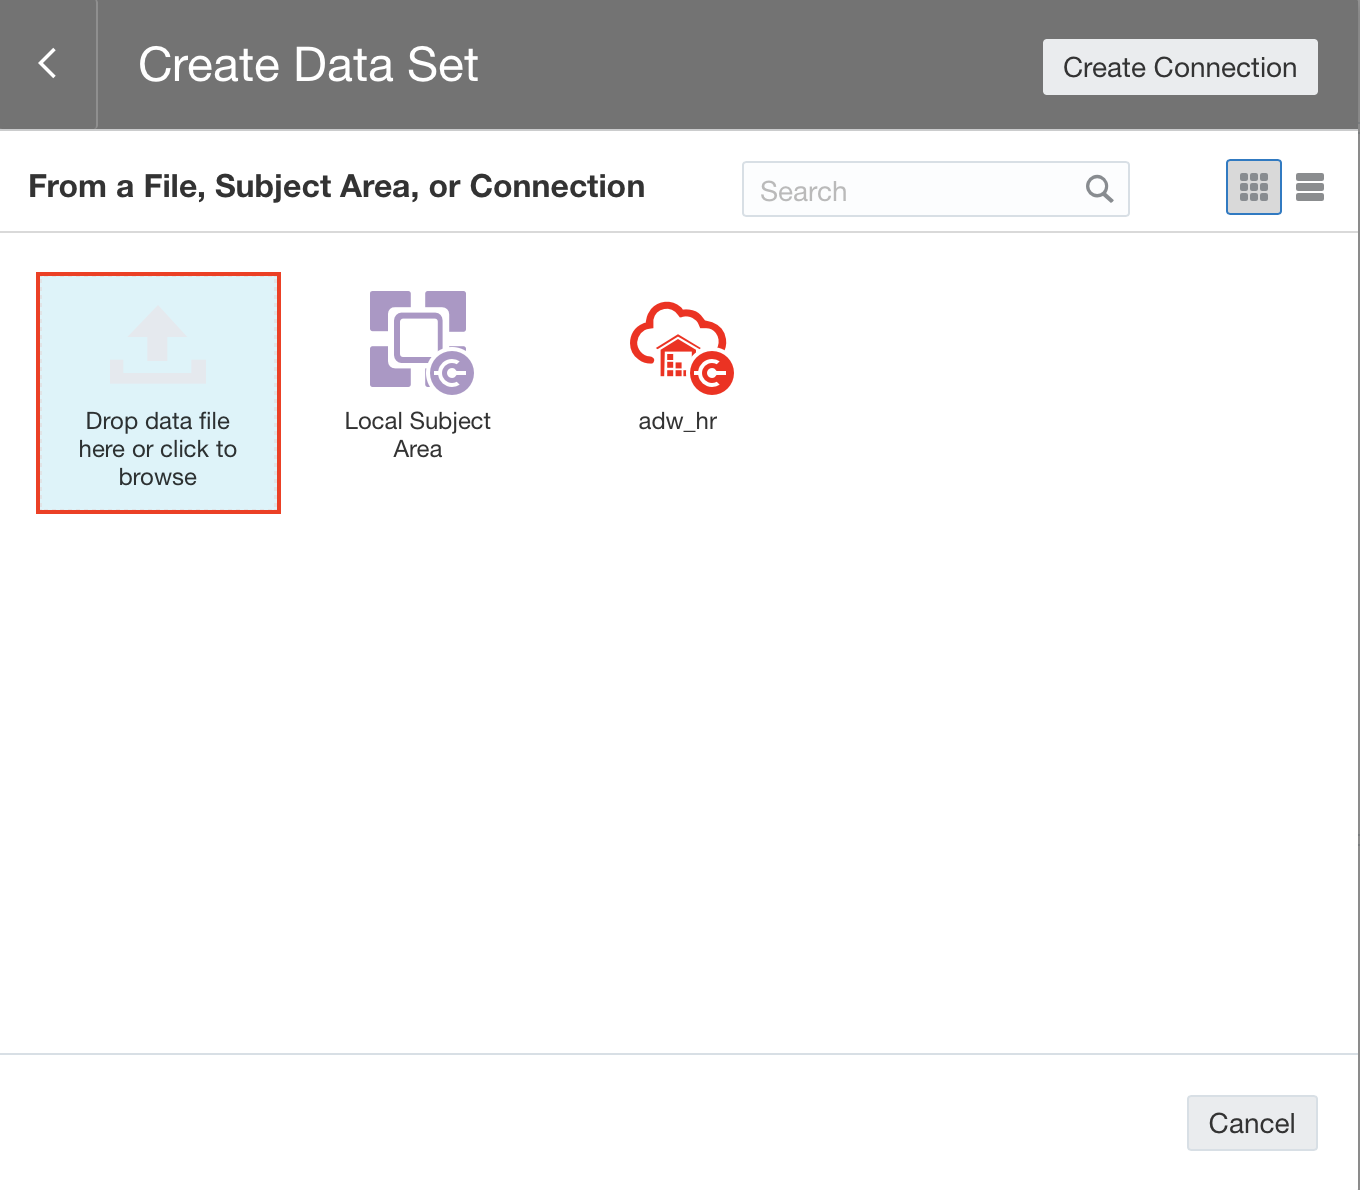 Create Data Set
Create Connection
From a File, Subject Area, or Connection
Search
Drop data file
here or click to
browse
Local Subject
Area
adw_hr
Cancel